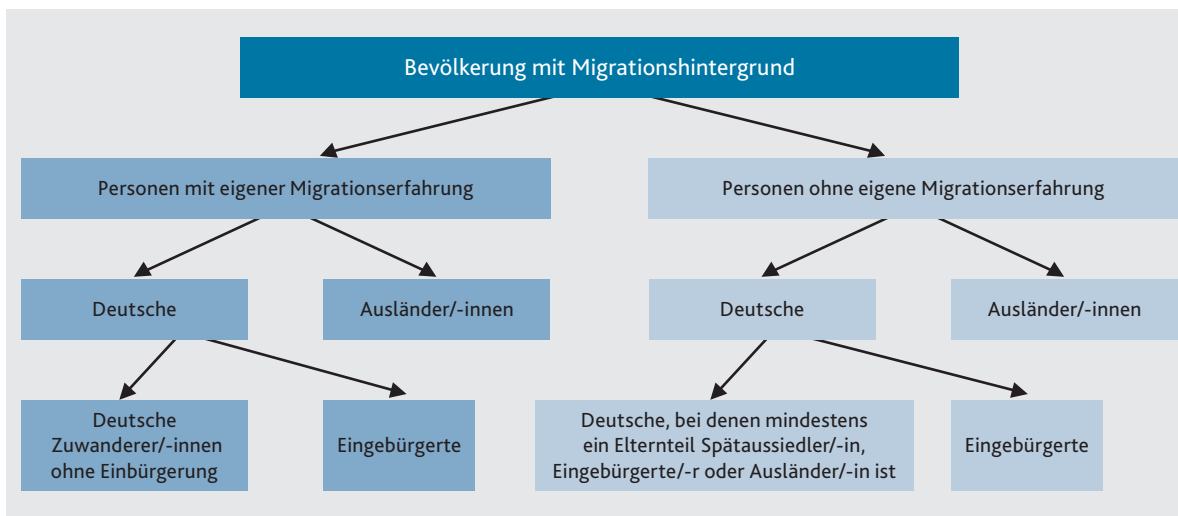 Bevölkerung mit Migrationshintergrund
Personen mit eigener Migrationserfahrung
Personen ohne eigene Migrationserfahrung
Deutsche
Ausländer/-innen
Deutsche
Ausländer/-innen
Deutsche
Zuwanderer/-innen
ohne Einbürgerung
Eingebürgerte
Deutsche, bei denen mindestens
ein Elternteil Spätaussiedler/-in,
Eingebürgerte/-r oder Ausländer/-in ist
Eingebürgerte